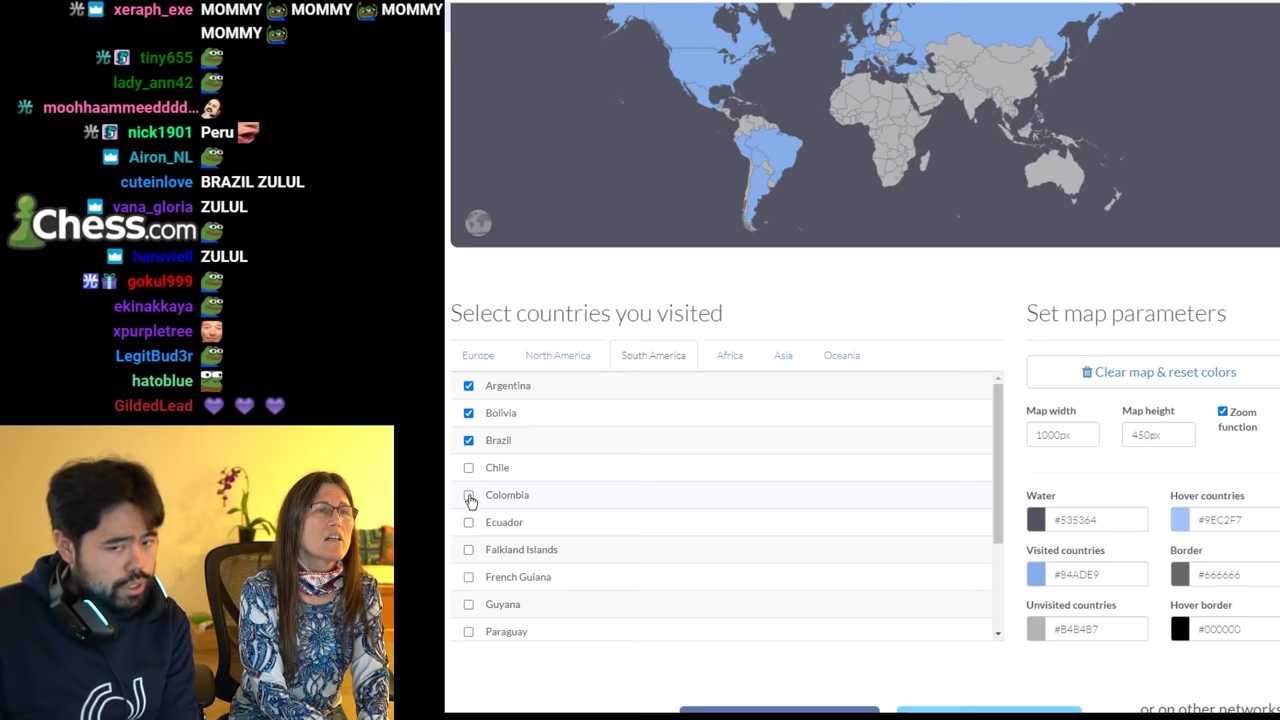 xeraph_exe MOMMY MOMMY MOMMY
MOMMY
tiny655
lady_ann42
moohhaammeedddd...
nick1901 Peru
Airon_NL
cuteinlove BRAZIL ZULUL
vana_gloria ZULUL
Chess.com
haruviell ZULUL
gokul999
ekinakkaya
xpurpletree
LegitBud3r
hatoblue
GildedLead
Select countries you visited
Europe North America South America Africa Asia Oceania
Argentina
Bolivia
Brazil
Chile
Colombia
Ecuador
Falkland Islands
French Guiana
Guyana
Paraguay
Set map parameters
Clear map & reset colors
Map width Map height Zoom
function
1000px 450px
Water Hover countries
#535364 #9EC2F7
Visited countries Border
#84ADE9 #666666
Unvisited countries Hover border
#B4B4B7 #000000
or on other networks